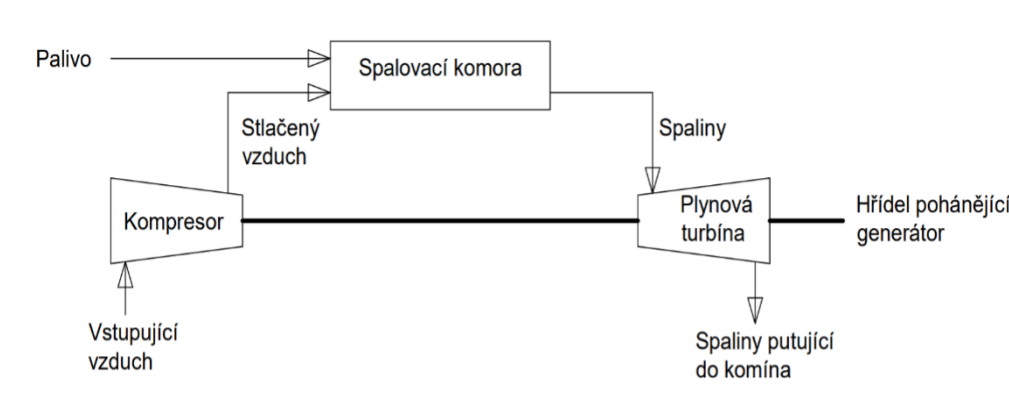 Palivo
Spalovací komora
Stlačený
vzduch
Spaliny
Kompresor
Plynová
turbína
Hřídel pohánějící
generátor
Vstupující
vzduch
Spaliny putující
do komína